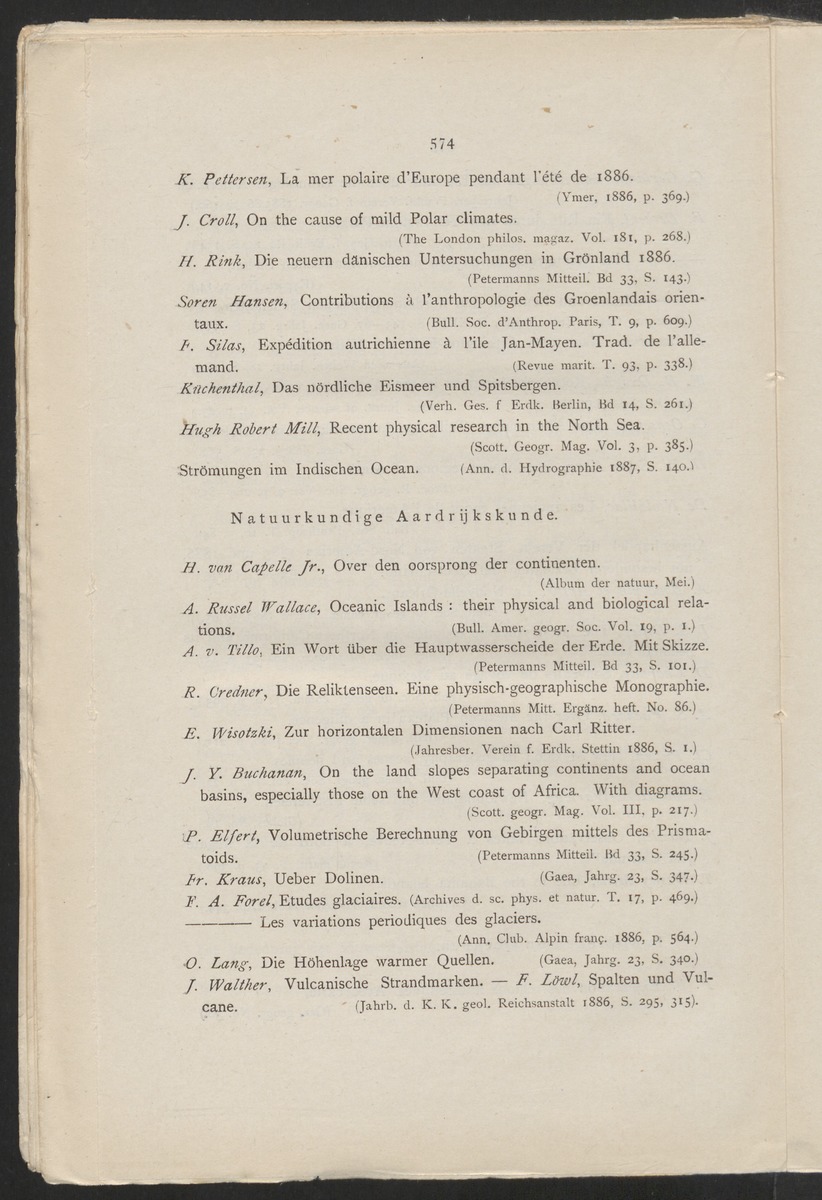 574
K. Pettersen, La mer polaire d'Europe pendant l'été de 1886.
(Ymer, 1886, p. 369.)
J. Croll, On the cause of mild Polar climates.
(The London philos. magaz. Vol. 181, p. 268.)
H. Rink, Die neuern dänischen Untersuchungen in Grönland 1886.
(Petermanns Mitteil. Bd 33, S. 143.)
Soren Hansen, Contributions à l'anthropologie des Groenlandais orien-
taux. (Bull. Soc. d'Anthrop. Paris, T. 9, p. 609.)
F. Silas, Expédition autrichienne à l'ile Jan-Mayen. Trad. de l'alle-
mand. (Revue marit. T. 93, p. 338.)
Kückenthal, Das nördliche Eismeer und Spitsbergen.
(Verh. Ges. f Erdk. Berlin, Bd 14, S. 261.)
Hugh Robert Mill, Recent physical research in the North Sea.
(Scott. Geogr. Mag. Vol. 3, p. 385.)
Strömungen im Indischen Ocean. (Ann. d. Hydrographie 1887, S. 140.)
Natuurkundige Aardrijkskunde.
H. van Capelle Jr., Over den oorsprong der continenten.
(Album der natuur, Mei.)
A. Russel Wallace, Oceanic Islands : their physical and biological rela-
tions. (Bull. Amer. geogr. Soc. Vol. 19, p. 1.)
A. v. Tillo, Ein Wort über die Hauptwasserscheide der Erde. Mit Skizze.
(Petermanns Mitteil. Bd 33, S. 101.)
R. Credner, Die Reliktenseen. Eine physisch-geographische Monographie.
(Petermanns Mitt. Ergänz. heft. No. 86.)
E. Wisotzki, Zur horizontalen Dimensionen nach Carl Ritter.
(Jahresber. Verein f. Erdk. Stettin 1886, S. 1.)
J. Y. Buchanan, On the land slopes separating continents and ocean
basins, especially those on the West coast of Africa. With diagrams.
(Scott. geogr. Mag. Vol. III, p. 217.)
P. Elfert, Volumetrische Berechnung von Gebirgen mittels des Prisma-
toids. (Petermanns Mitteil. Bd 33, S. 245.)
Fr. Kraus, Ueber Dolinen. (Gaea, Jahrg. 23, S. 347.)
F. A. Forel, Etudes glaciaires. (Archives d. sc. phys. et natur. T. 17, p. 469.)
——— Les variations periodiques des glaciers.
(Ann. Club. Alpin franç. 1886, p. 564.)
O. Lang, Die Höhenlage warmer Quellen. (Gaea, Jahrg. 23, S. 340.)
J. Walther, Vulcanische Strandmarken. — F. Löwl, Spalten und Vul-
cane. (Jahrb. d. K. K. geol. Reichsanstalt 1886, S. 295, 315).